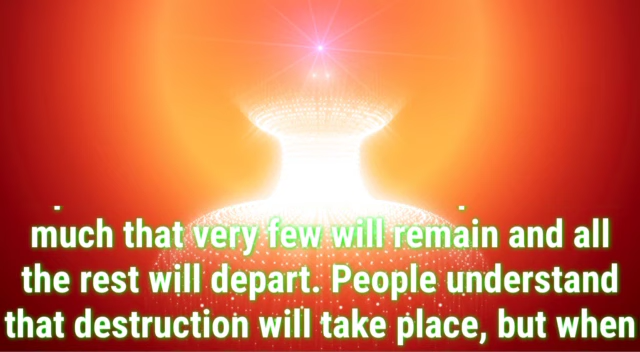 much that very few will remain and all
the rest will depart. People understand
that destruction will take place, but when